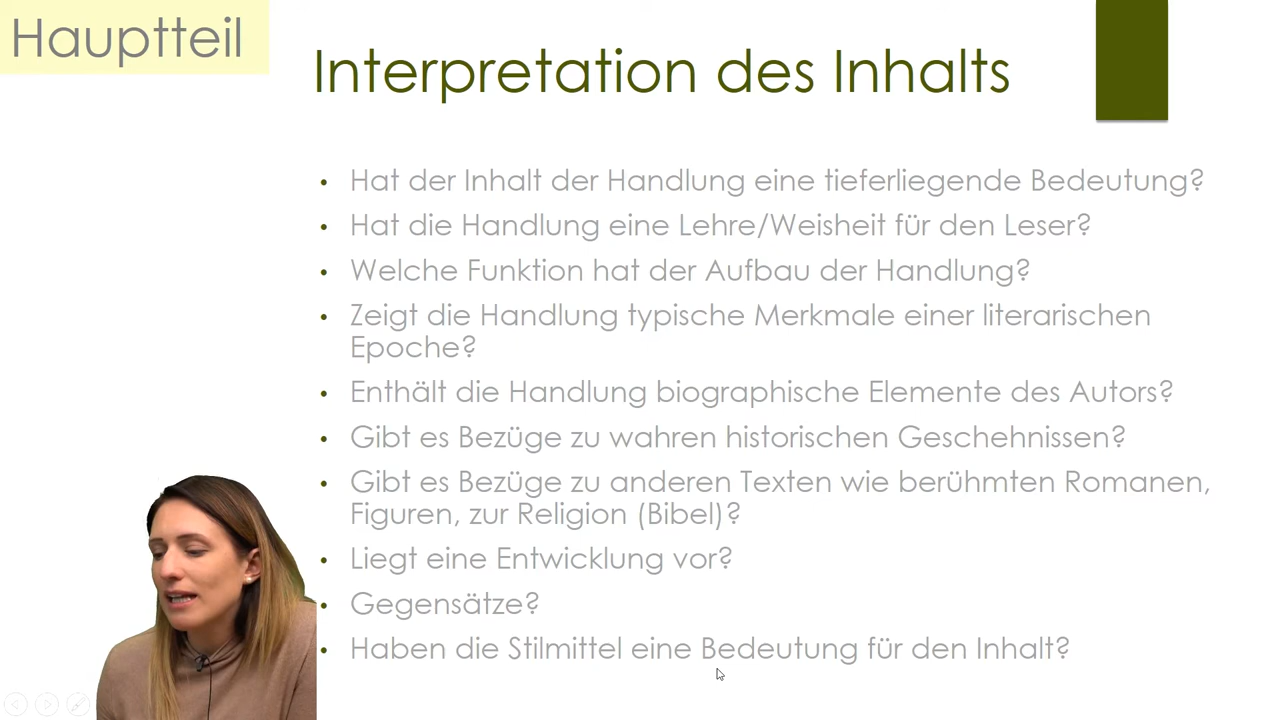 Hauptteil
Interpretation des Inhalts
• Hat der Inhalt der Handlung eine tieferliegende Bedeutung?
• Hat die Handlung eine Lehre/Weisheit für den Leser?
• Welche Funktion hat der Aufbau der Handlung?
• Zeigt die Handlung typische Merkmale einer literarischen
Epoche?
• Enthält die Handlung biographische Elemente des Autors?
• Gibt es Bezüge zu wahren historischen Geschehnissen?
• Gibt es Bezüge zu anderen Texten wie berühmten Romanen,
Figuren, zur Religion (Bibel)?
• Liegt eine Entwicklung vor?
• Gegensätze?
• Haben die Stilmittel eine Bedeutung für den Inhalt?